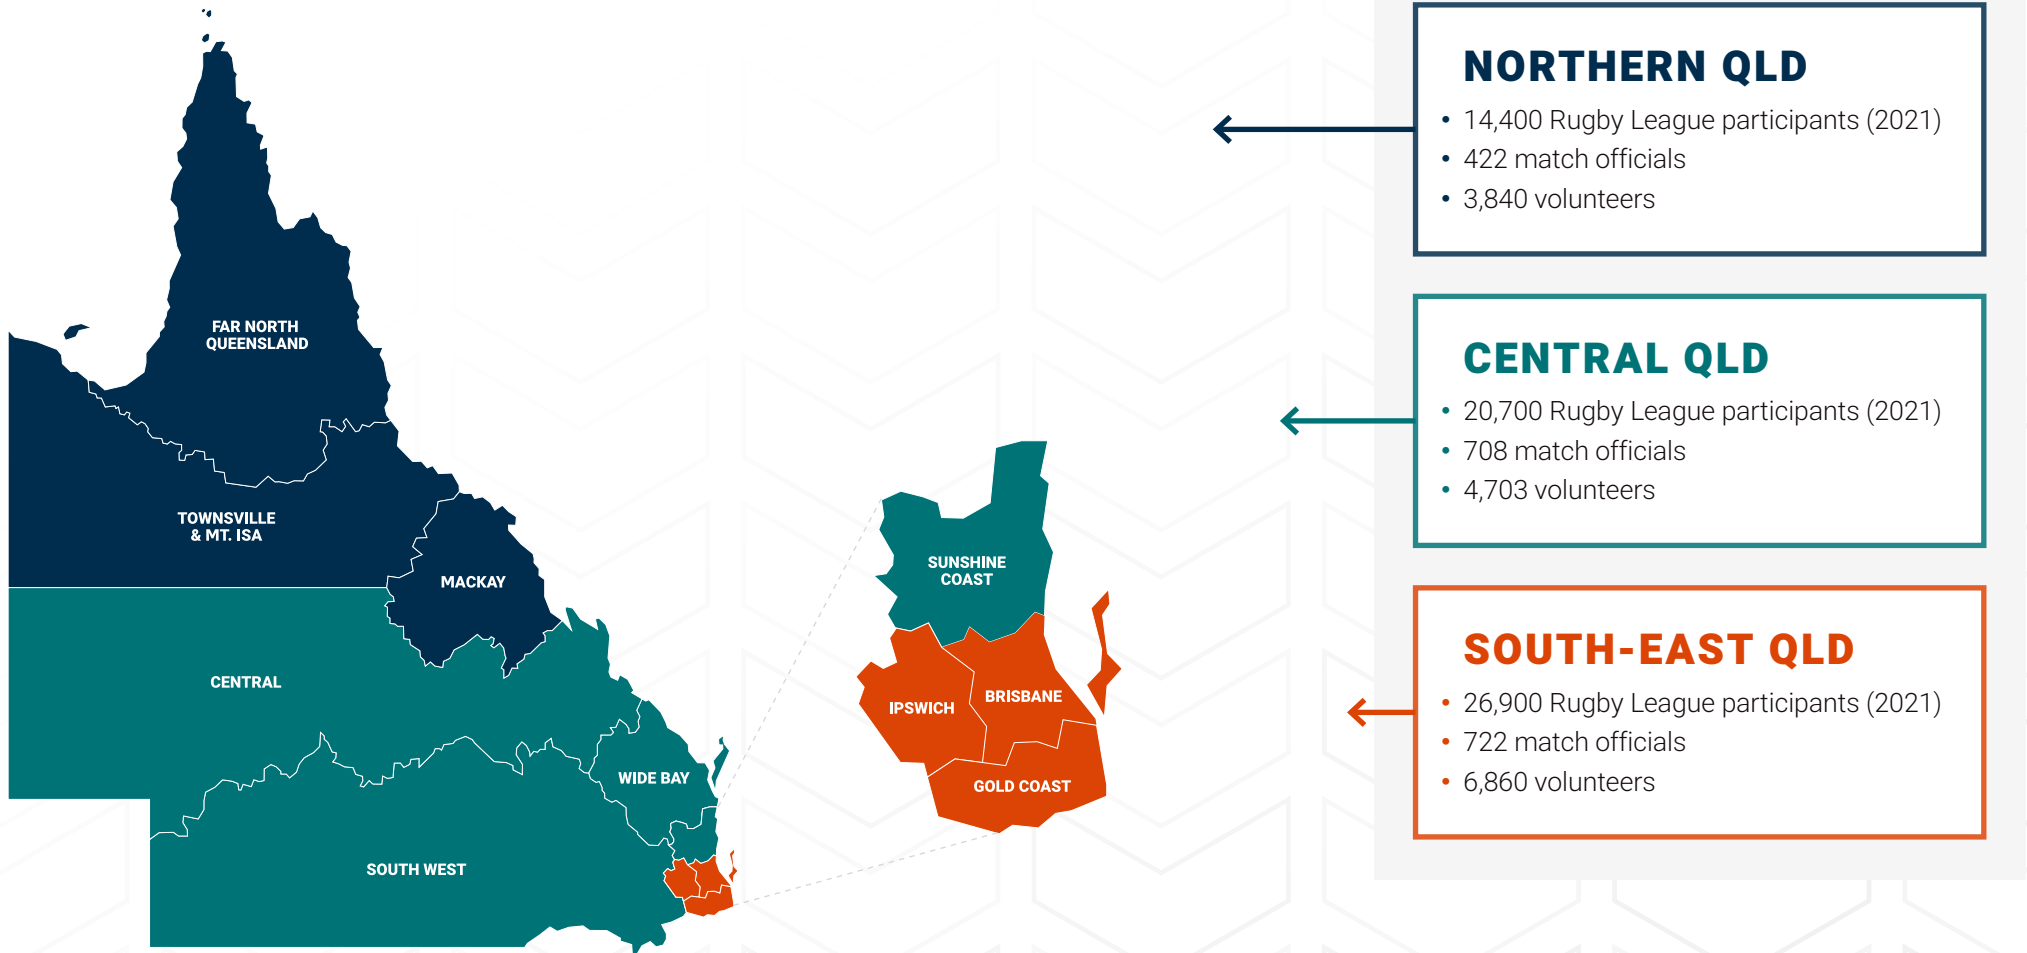 FAR NORTH
QUEENSLAND
TOWNSVILLE
& MT. ISA
MACKAY
CENTRAL
WIDE BAY
SOUTH WEST
SUNSHINE
COAST
IPSWICH
BRISBANE
GOLD COAST
NORTHERN QLD
• 14,400 Rugby League participants (2021)
• 422 match officials
• 3,840 volunteers
CENTRAL QLD
• 20,700 Rugby League participants (2021)
• 708 match officials
• 4,703 volunteers
SOUTH-EAST QLD
• 26,900 Rugby League participants (2021)
• 722 match officials
• 6,860 volunteers